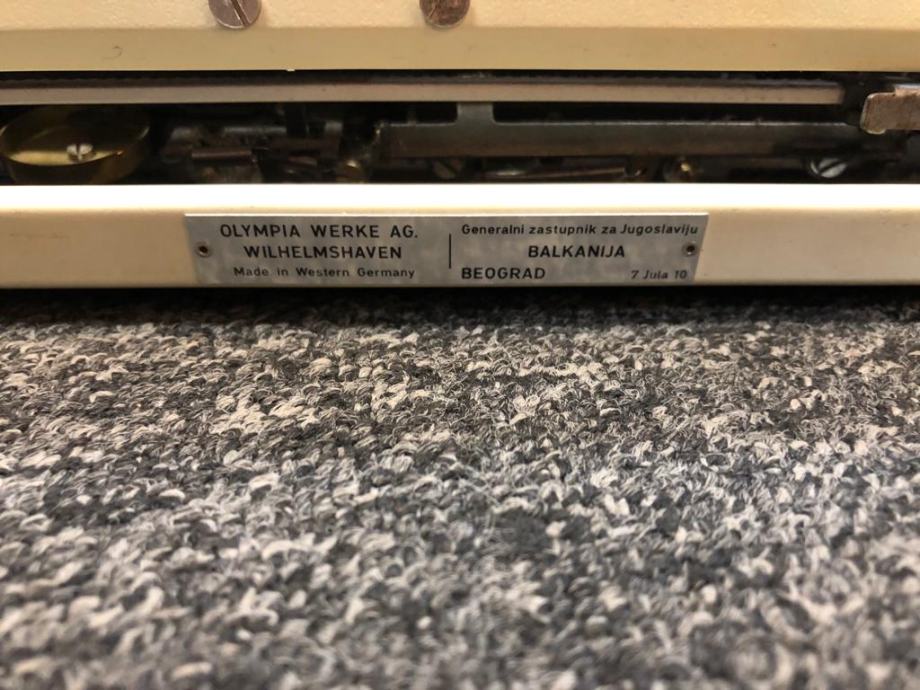 OLYMPIA WERKE AG.
WILHELMSHAVEN
Made in Western Germany
Generalni zastupnik za Jugoslaviju
BALKANIJA
BEOGRAD 7 Jula 10